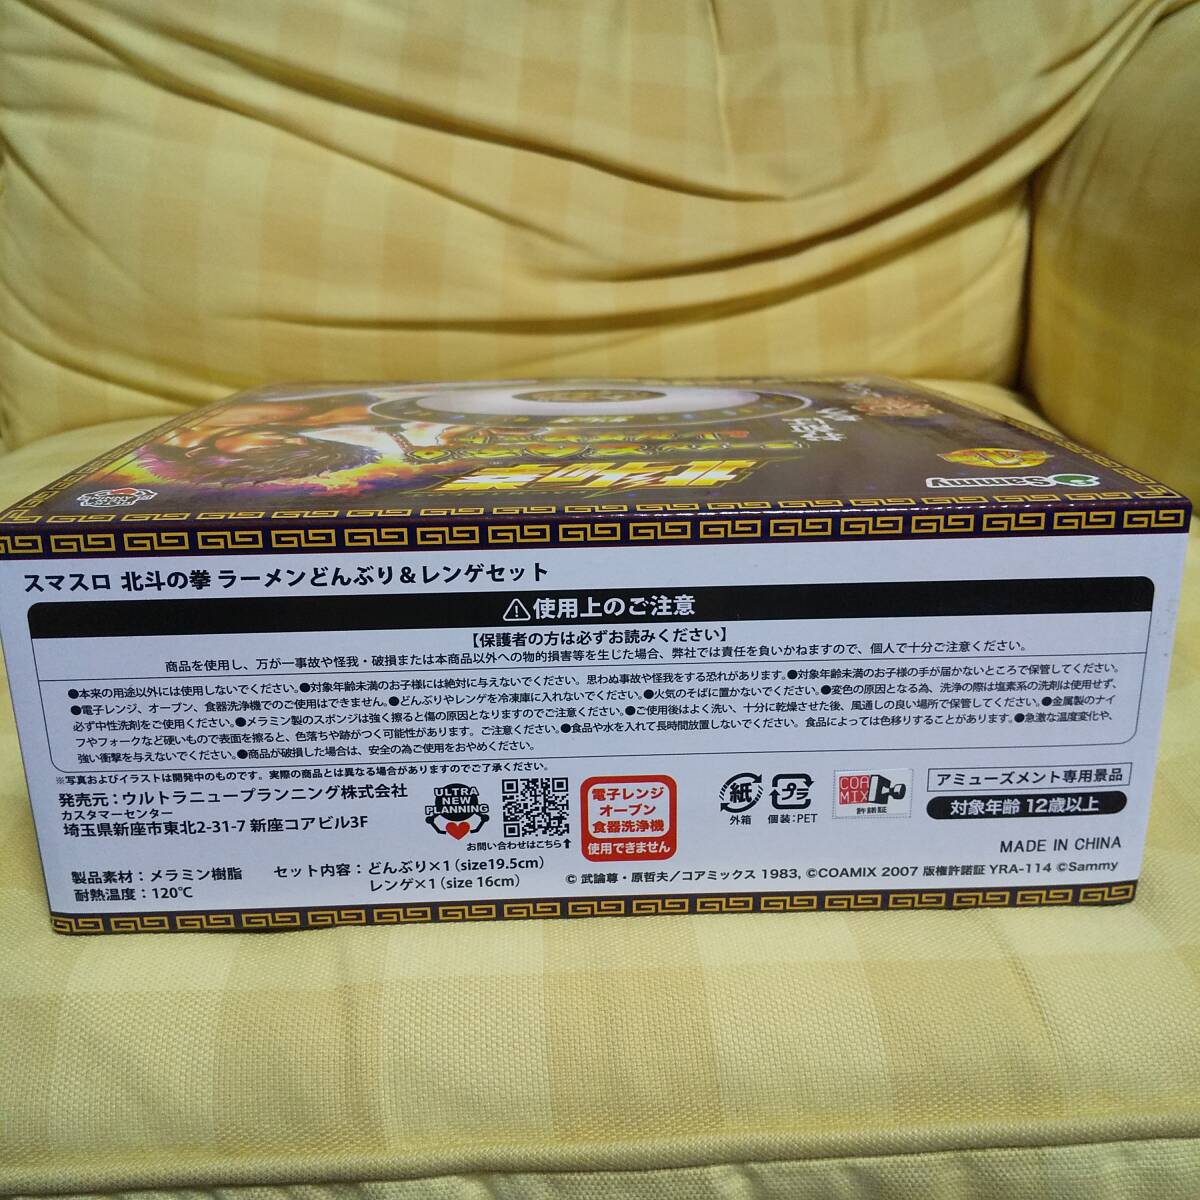 北斗の拳
Sammy
スマスロ 北斗の拳 ラーメンどんぶり＆レンゲセット
⚠使用上のご注意
【保護者の方は必ずお読みください】
商品を使用し、万が一事故や怪我・破損または本商品以外への物的損害等を生じた場合、弊社では責任を負いかねますので、個人で十分ご注意ください。
●本来の用途以外には使用しないでください。●対象年齢未満のお子様には絶対に与えないでください。思わぬ事故や怪我をする恐れがあります。●対象年齢未満のお子様の手が届かないところで保管してください。
●電子レンジ、オーブン、食器洗浄機でのご使用はできません。●どんぶりやレンゲを冷凍庫に入れないでください。●火気のそばに置かないでください。●変色の原因となる為、洗浄の際は塩素系の洗剤は使用せず、
必ず中性洗剤をご使用ください。●メラミン製のスポンジは強く擦ると傷の原因となりますのでご注意ください。●ご使用後はよく洗い、十分に乾燥させた後、風通しの良い場所で保管してください。●金属製のナイ
フやフォークなど硬いもので表面を擦ると、色落ちや跡がつく可能性があります。ご注意ください。●食品や水を入れて長時間放置しないでください。食品によっては色移りすることがあります。●急激な温度変化や、
強い衝撃を与えないでください。●商品が破損した場合は、安全の為ご使用をおやめください。
※写真およびイラストは開発中のものです。実際の商品とは異なる場合がありますのでご了承ください。
発売元：ウルトラニュープランニング株式会社
カスタマーセンター
埼玉県新座市東北2-31-7 新座コアビル3F
ULTRA
NEW
PLANNING
お問い合わせはこちら↑
電子レンジ
オーブン
食器洗浄機
使用できません
紙
外箱
プラ
個装：PET
COA
MIX
許諾証
アミューズメント専用景品
対象年齢 12歳以上
MADE IN CHINA
製品素材：メラミン樹脂
耐熱温度：120℃
セット内容：どんぶり×1（size19.5cm）
レンゲ×1（size 16cm）
© 武論尊・原哲夫／コアミックス 1983, ©COAMIX 2007 版権許諾証 YRA-114 ©Sammy